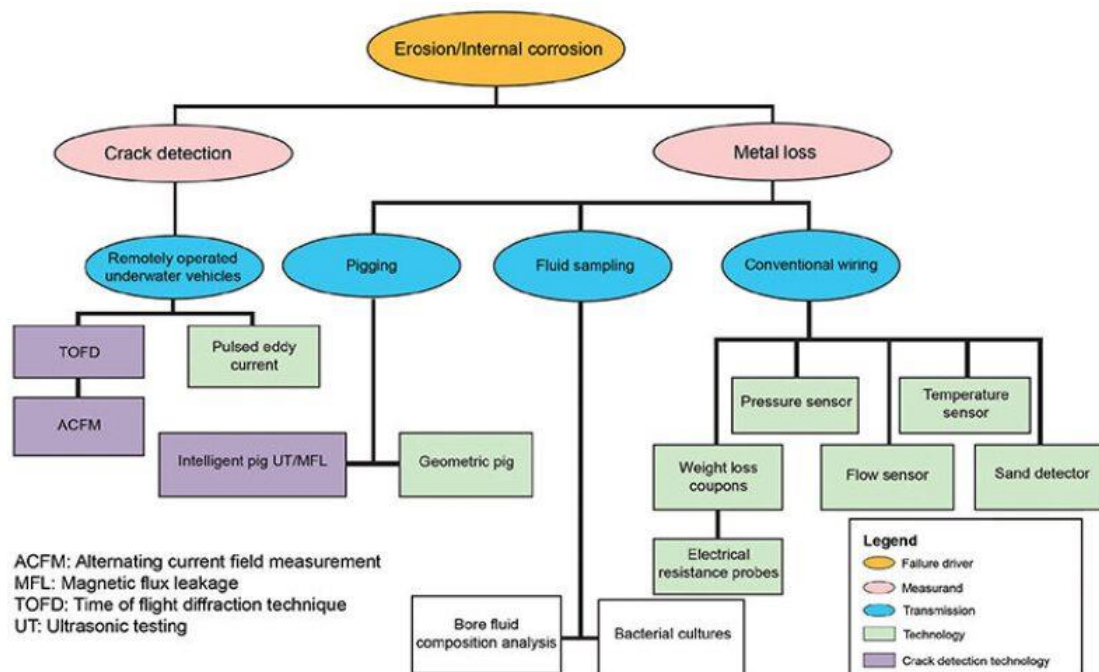 Erosion/Internal corrosion
Crack detection
Metal loss
Remotely operated
underwater vehicles
Pigging
Fluid sampling
Conventional wiring
TOFD
Pulsed eddy
current
ACFM
Pressure sensor
Temperature
sensor
Intelligent pig UT/MFL
Geometric pig
Weight loss
coupons
Flow sensor
Sand detector
Electrical
resistance probes
Bore fluid
composition analysis
Bacterial cultures
ACFM: Alternating current field measurement
MFL: Magnetic flux leakage
TOFD: Time of flight diffraction technique
UT: Ultrasonic testing
Legend
Failure driver
Measurand
Transmission
Technology
Crack detection technology